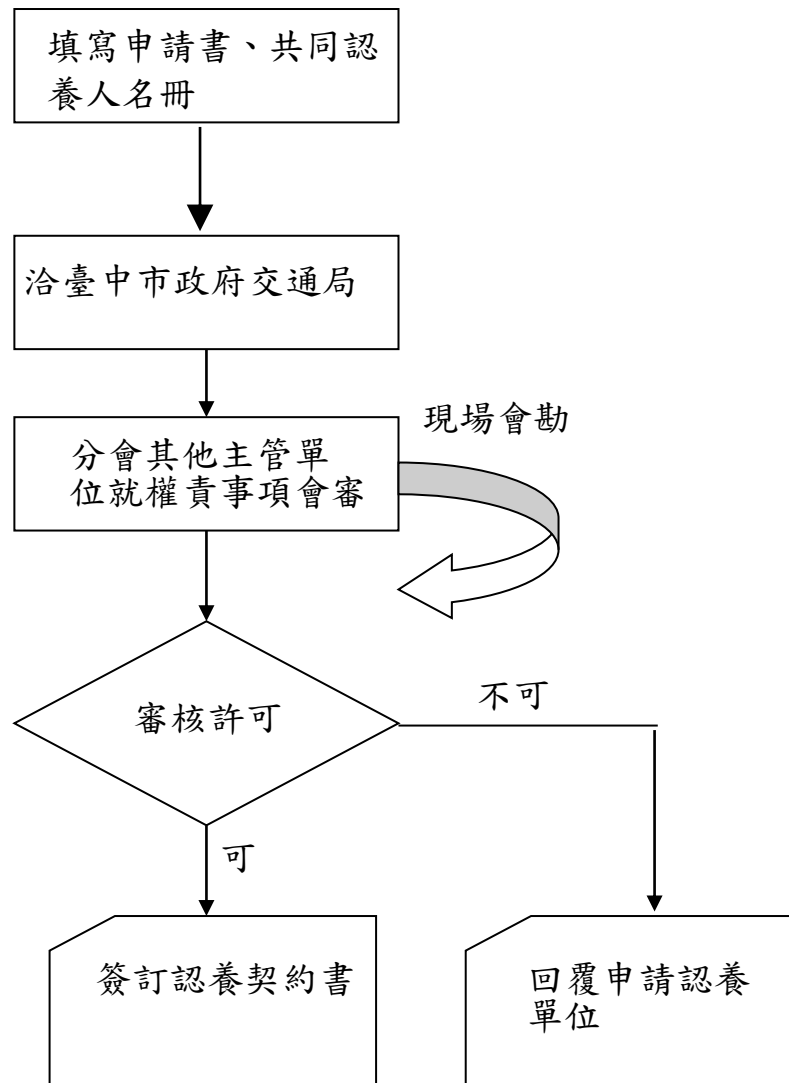 填寫申請書、共同認
養人名冊
洽臺中市政府交通局
現場會勘
分會其他主管單
位就權責事項會審
審核許可
不可
可
簽訂認養契約書
回覆申請認養
單位